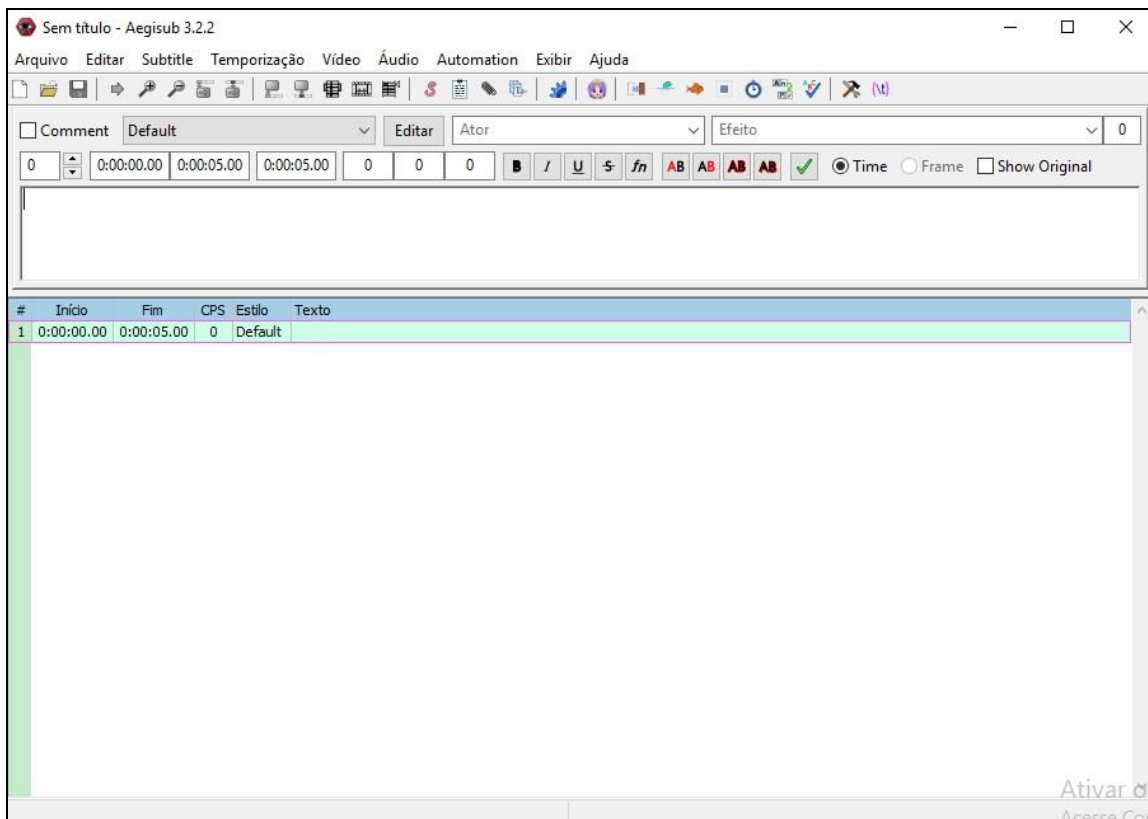 Sem título - Aegisub 3.2.2
Arquivo Editar Subtitle Temporização Vídeo Áudio Automation Exibir Ajuda
Comment Default Editar Ator Efeito 0
0 0:00:00.00 0:00:05.00 0:00:05.00 0 0 0 B I U S fn AB AB AB AB Time Frame Show Original
# Início Fim CPS Estilo Texto
1 0:00:00.00 0:00:05.00 0 Default
Ativar o
Acesse Co